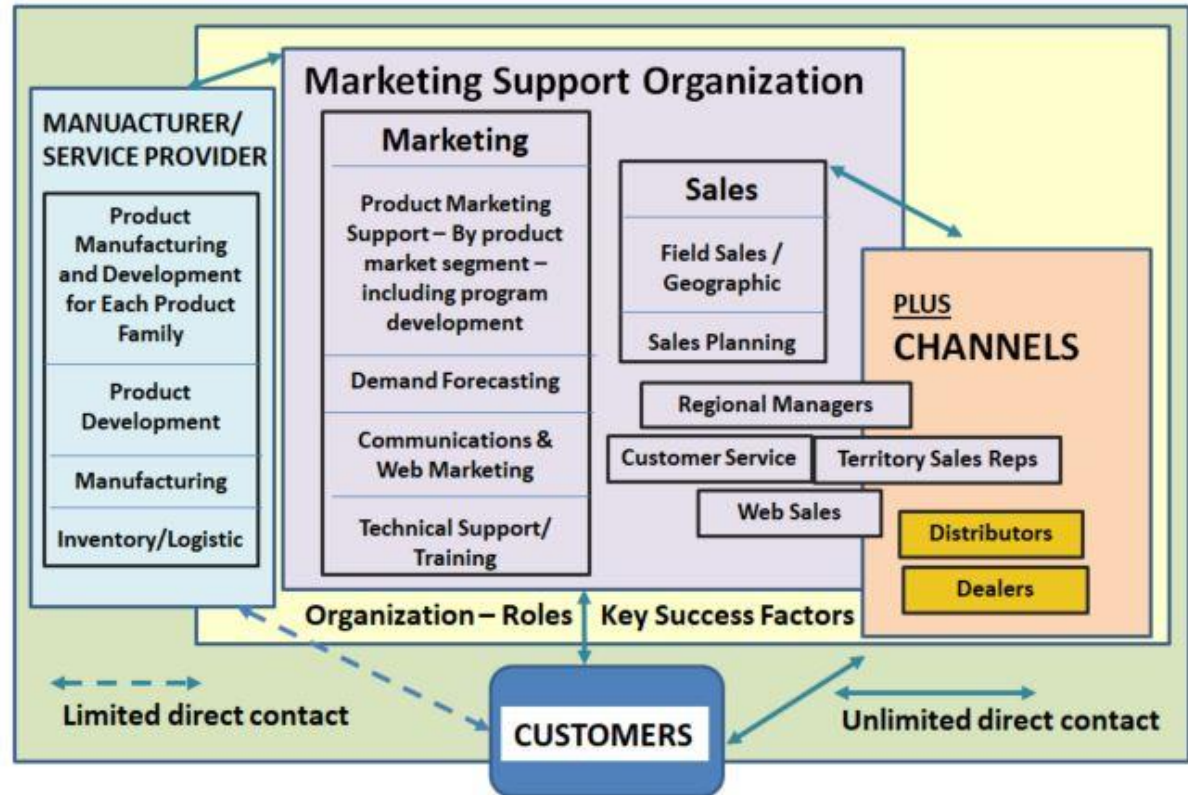 Marketing Support Organization
MANUACTURER/
SERVICE PROVIDER
Product
Manufacturing
and Development
for Each Product
Family
Product
Development
Manufacturing
Inventory/Logistic
Marketing
Product Marketing
Support – By product
market segment –
including program
development
Demand Forecasting
Communications &
Web Marketing
Technical Support/
Training
Sales
Field Sales /
Geographic
Sales Planning
Regional Managers
Customer Service
Territory Sales Reps
Web Sales
PLUS
CHANNELS
Distributors
Dealers
Organization – Roles
Key Success Factors
Limited direct contact
CUSTOMERS
Unlimited direct contact